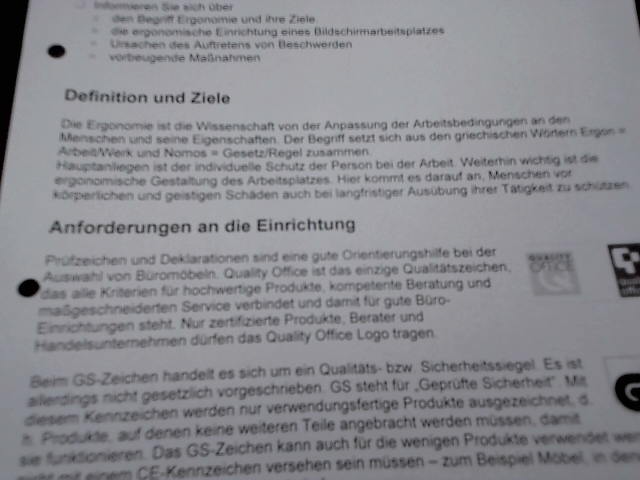 Informieren Sie sich über
den Begriff Ergonomie und ihre Ziele
die ergonomische Einrichtung eines Bildschirmarbeitsplatzes
Ursachen des Auftretens von Beschwerden
vorbeugende Maßnahmen
Definition und Ziele
Die Ergonomie ist die Wissenschaft von der Anpassung der Arbeitsbedingungen an den
Menschen und seine Eigenschaften. Der Begriff setzt sich aus den griechischen Wörtern Ergon =
Arbeit/Werk und Nomos = Gesetz/Regel zusammen.
Hauptanliegen ist der individuelle Schutz der Person bei der Arbeit. Weiterhin wichtig ist die
ergonomische Gestaltung des Arbeitsplatzes. Hier kommt es darauf an, Menschen vor
körperlichen und geistigen Schäden auch bei langfristiger Ausübung ihrer Tätigkeit zu schützen.
Anforderungen an die Einrichtung
Prüfzeichen und Deklarationen sind eine gute Orientierungshilfe bei der
Auswahl von Büromöbeln. Quality Office ist das einzige Qualitätszeichen,
das alle Kriterien für hochwertige Produkte, kompetente Beratung und
maßgeschneiderten Service verbindet und damit für gute Büro-
Einrichtungen steht. Nur zertifizierte Produkte, Berater und
Handelsunternehmen dürfen das Quality Office Logo tragen.
QUALITY
OFFICE
Beim GS-Zeichen handelt es sich um ein Qualitäts- bzw. Sicherheitssiegel. Es ist
allerdings nicht gesetzlich vorgeschrieben. GS steht für „Geprüfte Sicherheit". Mit
diesem Kennzeichen werden nur verwendungsfertige Produkte ausgezeichnet, d.
h. Produkte, auf denen keine weiteren Teile angebracht werden müssen, damit
sie funktionieren. Das GS-Zeichen kann auch für die wenigen Produkte verwendet
nicht mit einem CE-Kennzeichen versehen sein müssen – zum Beispiel Möbel, in